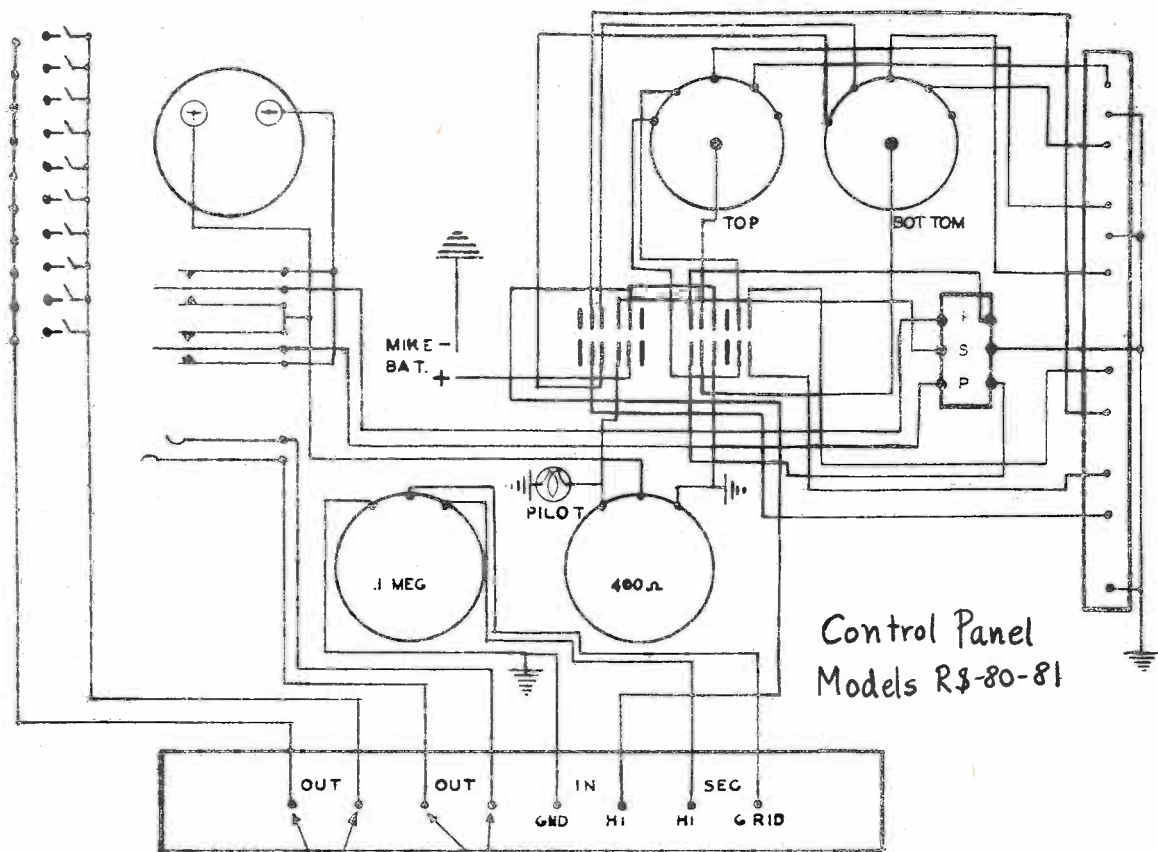 TOP
BOTTOM
MIKE -
BAT. +
S
P
PILOT
.1 MEG
400Ω
Control Panel
Models RS-80-81
OUT OUT IN SEC
GND HI HI GRID